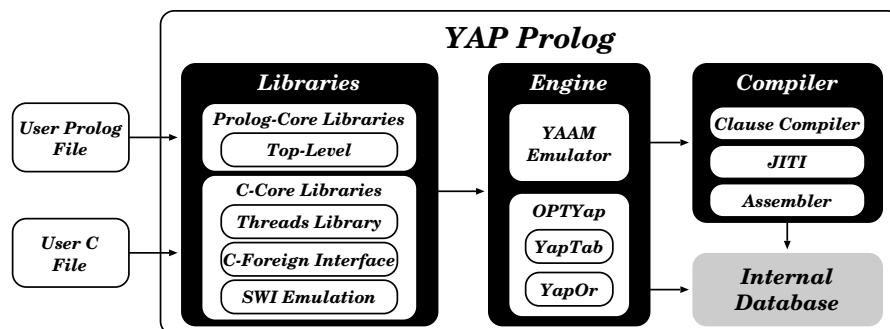 YAP Prolog
User Prolog
File
User C
File
Libraries
Prolog-Core Libraries
Top-Level
C-Core Libraries
Threads Library
C-Foreign Interface
SWI Emulation
Engine
YAAM
Emulator
OPTYap
YapTab
YapOr
Compiler
Clause Compiler
JITI
Assembler
Internal
Database